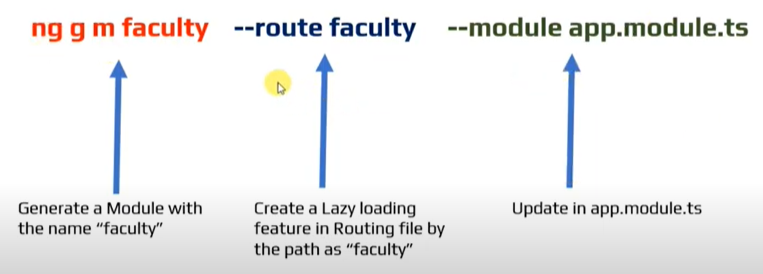 ng g m faculty --route faculty --module app.module.ts
Generate a Module with
the name “faculty”
Create a Lazy loading
feature in Routing file by
the path as “faculty”
Update in app.module.ts